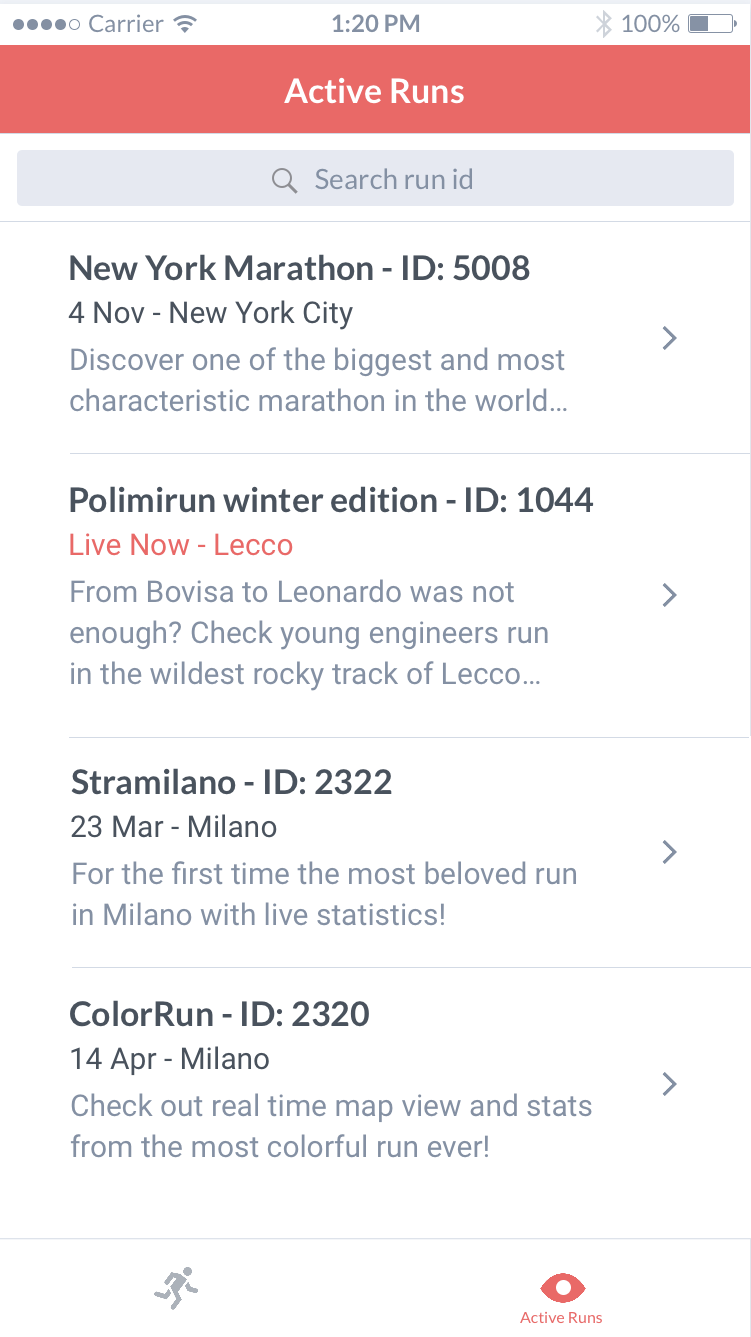 Carrier 1:20 PM 100%
Active Runs
Search run id
New York Marathon - ID: 5008
4 Nov - New York City
Discover one of the biggest and most
characteristic marathon in the world...
Polimirun winter edition - ID: 1044
Live Now - Lecco
From Bovisa to Leonardo was not
enough? Check young engineers run
in the wildest rocky track of Lecco...
Stramilano - ID: 2322
23 Mar - Milano
For the first time the most beloved run
in Milano with live statistics!
ColorRun - ID: 2320
14 Apr - Milano
Check out real time map view and stats
from the most colorful run ever!
Active Runs